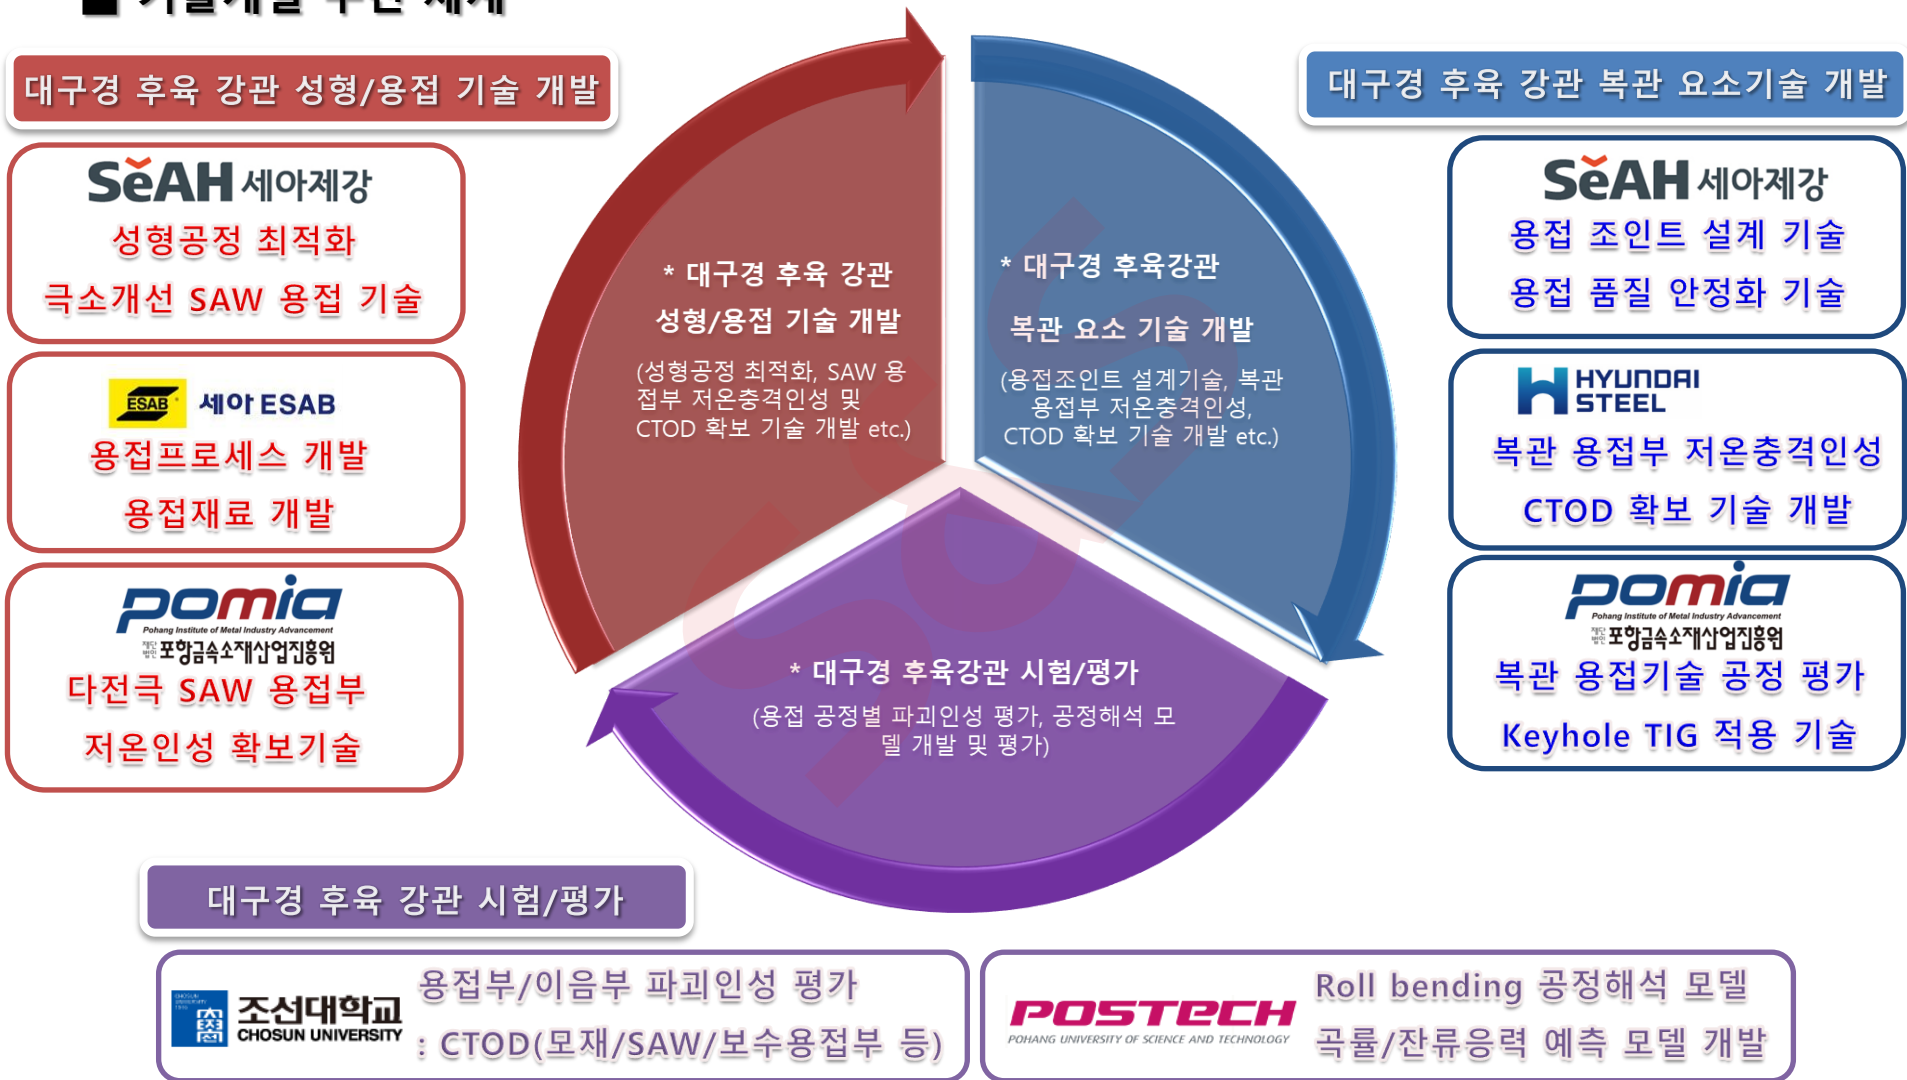 ■ 기술개발 추진 체계
대구경 후육 강관 성형/용접 기술 개발
SeAH 세아제강
성형공정 최적화
극소개선 SAW 용접 기술
ESAB 세아 ESAB
용접프로세스 개발
용접재료 개발
pomia
Pohang Institute of Metal Industry Advancement
재단법인 포항금속소재산업진흥원
다전극 SAW 용접부
저온인성 확보기술
* 대구경 후육 강관
성형/용접 기술 개발
(성형공정 최적화, SAW 용
접부 저온충격인성 및
CTOD 확보 기술 개발 etc.)
* 대구경 후육강관
복관 요소 기술 개발
(용접조인트 설계기술, 복관
용접부 저온충격인성,
CTOD 확보 기술 개발 etc.)
* 대구경 후육강관 시험/평가
(용접 공정별 파괴인성 평가, 공정해석 모
델 개발 및 평가)
대구경 후육 강관 복관 요소기술 개발
SeAH 세아제강
용접 조인트 설계 기술
용접 품질 안정화 기술
HYUNDAI
STEEL
복관 용접부 저온충격인성
CTOD 확보 기술 개발
pomia
Pohang Institute of Metal Industry Advancement
재단법인 포항금속소재산업진흥원
복관 용접기술 공정 평가
Keyhole TIG 적용 기술
대구경 후육 강관 시험/평가
조선대학교
CHOSUN UNIVERSITY
용접부/이음부 파괴인성 평가
: CTOD(모재/SAW/보수용접부 등)
POSTECH
POHANG UNIVERSITY OF SCIENCE AND TECHNOLOGY
Roll bending 공정해석 모델
곡률/잔류응력 예측 모델 개발